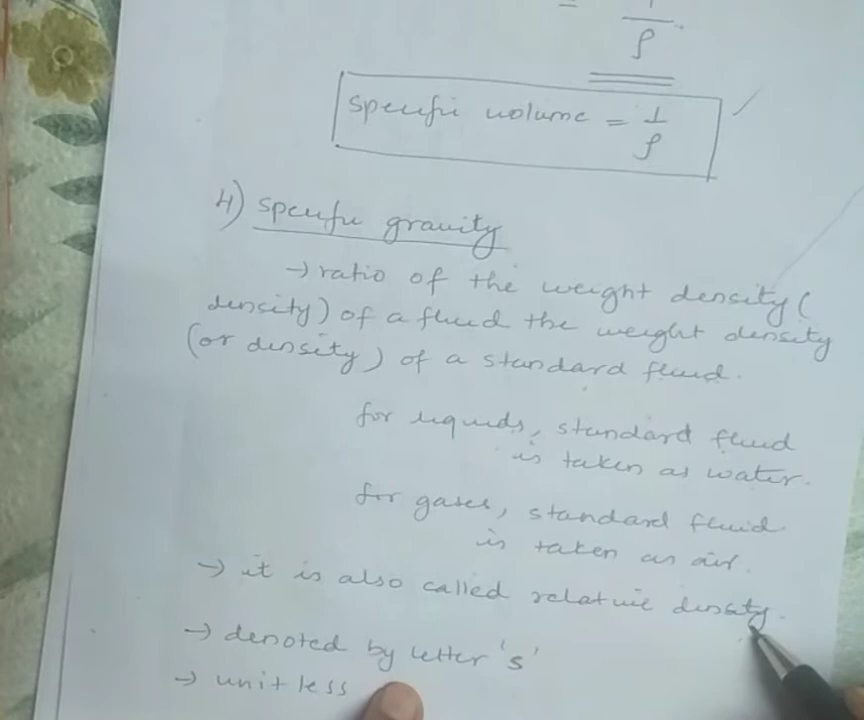 = 1/ρ
Specific volume = 1/ρ
4) Specific gravity
→ ratio of the weight density (
density) of a fluid the weight density
(or density) of a standard fluid.
for liquids, standard fluid
is taken as water.
for gases, standard fluid
is taken as air.
→ it is also called relative density.
→ denoted by letter 's'
→ unitless